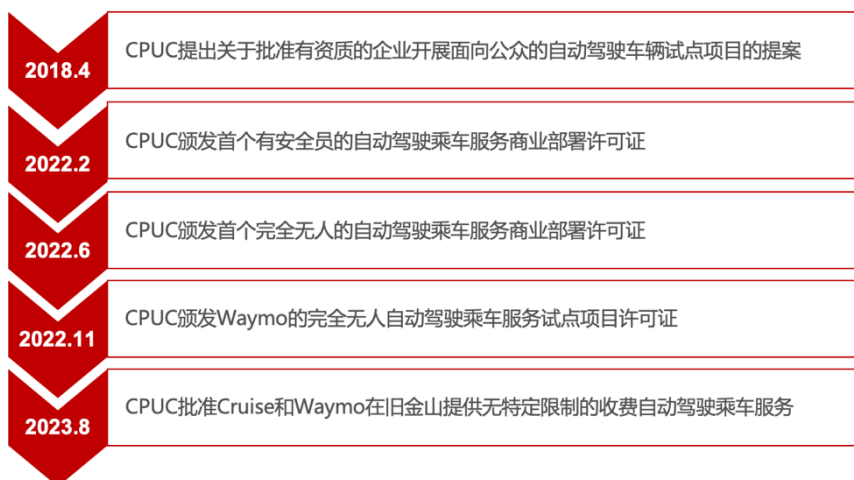 2018.4
CPUC提出关于批准有资质的企业开展面向公众的自动驾驶车辆试点项目的提案
2022.2
CPUC颁发首个有安全员的自动驾驶乘车服务商业部署许可证
2022.6
CPUC颁发首个完全无人的自动驾驶乘车服务商业部署许可证
2022.11
CPUC颁发Waymo的完全无人自动驾驶乘车服务试点项目许可证
2023.8
CPUC批准Cruise和Waymo在旧金山提供无特定限制的收费自动驾驶乘车服务